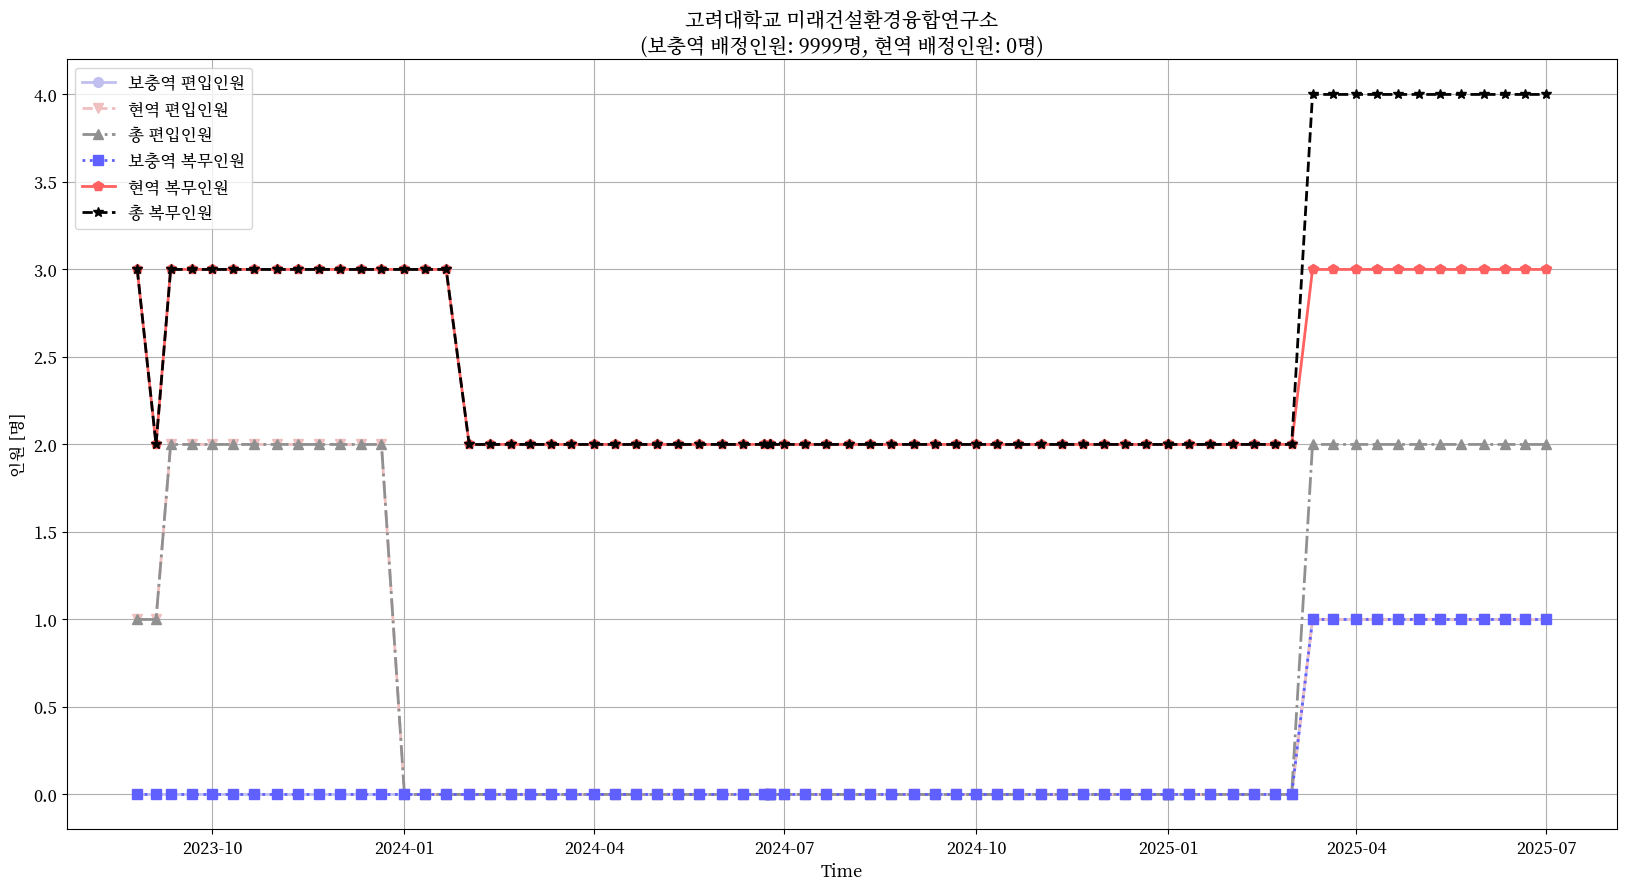 고려대학교 미래건설환경융합연구소
(보충역 배정인원: 9999명, 현역 배정인원: 0명)
보충역 편입인원
현역 편입인원
총 편입인원
보충역 복무인원
현역 복무인원
총 복무인원
인원 [명]
4.0
3.5
3.0
2.5
2.0
1.5
1.0
0.5
0.0
2023-10
2024-01
2024-04
2024-07
2024-10
2025-01
2025-04
2025-07
Time